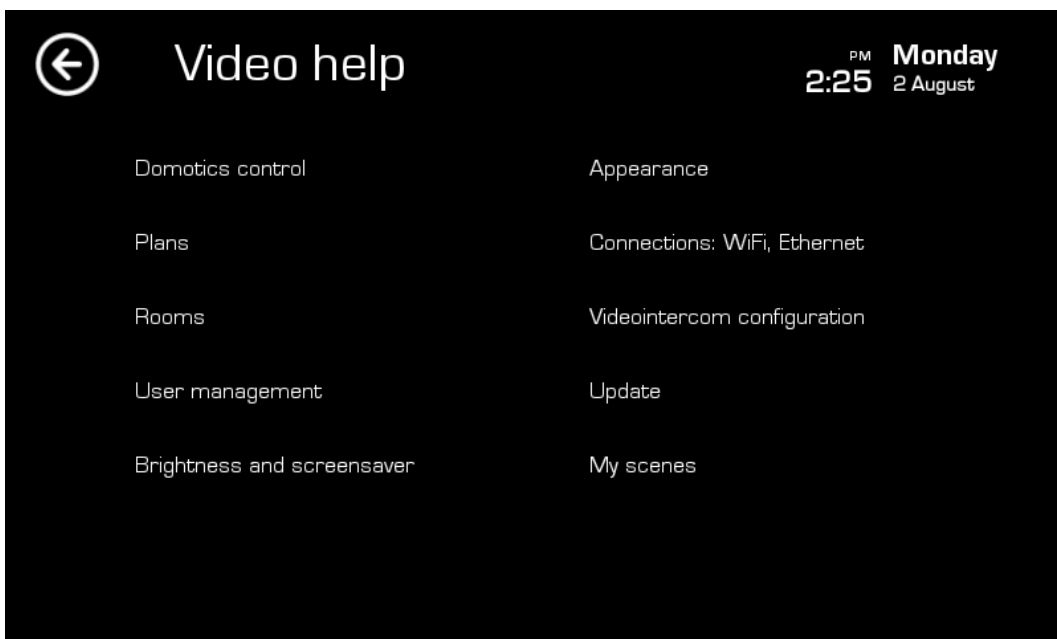 Video help
PM
2:25
Monday
2 August
Domotics control
Appearance
Plans
Connections: WiFi, Ethernet
Rooms
Videointercom configuration
User management
Update
Brightness and screensaver
My scenes